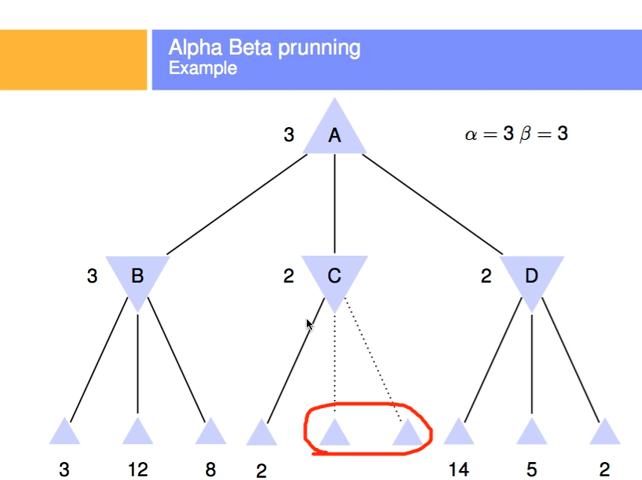 Alpha Beta prunning
Example
3 A α = 3 β = 3
3 B 2 C 2 D
3 12 8 2 14 5 2